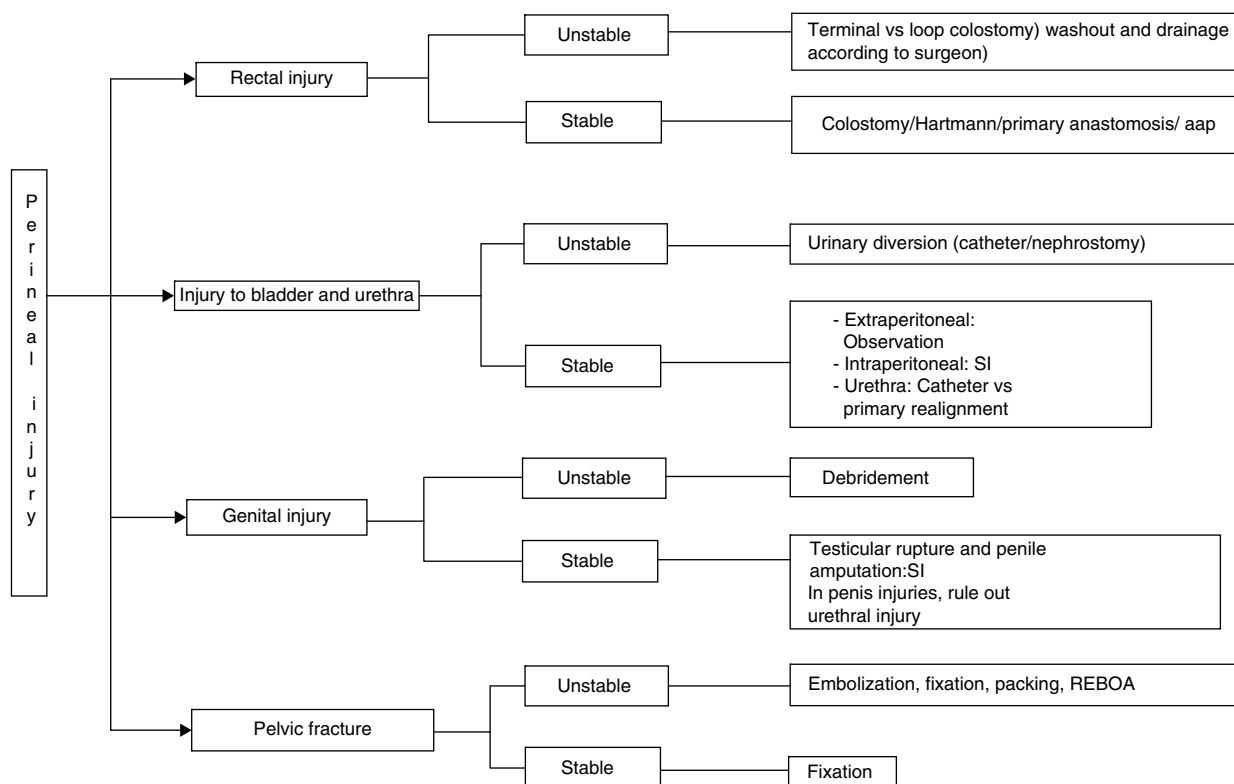 Perineal injury
Rectal injury
Unstable
Terminal vs loop colostomy) washout and drainage
according to surgeon)
Stable
Colostomy/Hartmann/primary anastomosis/ aap
Injury to bladder and urethra
Unstable
Urinary diversion (catheter/nephrostomy)
Stable
- Extraperitoneal:
Observation
- Intraperitoneal: SI
- Urethra: Catheter vs
primary realignment
Genital injury
Unstable
Debridement
Stable
Testicular rupture and penile
amputation:SI
In penis injuries, rule out
urethral injury
Pelvic fracture
Unstable
Embolization, fixation, packing, REBOA
Stable
Fixation